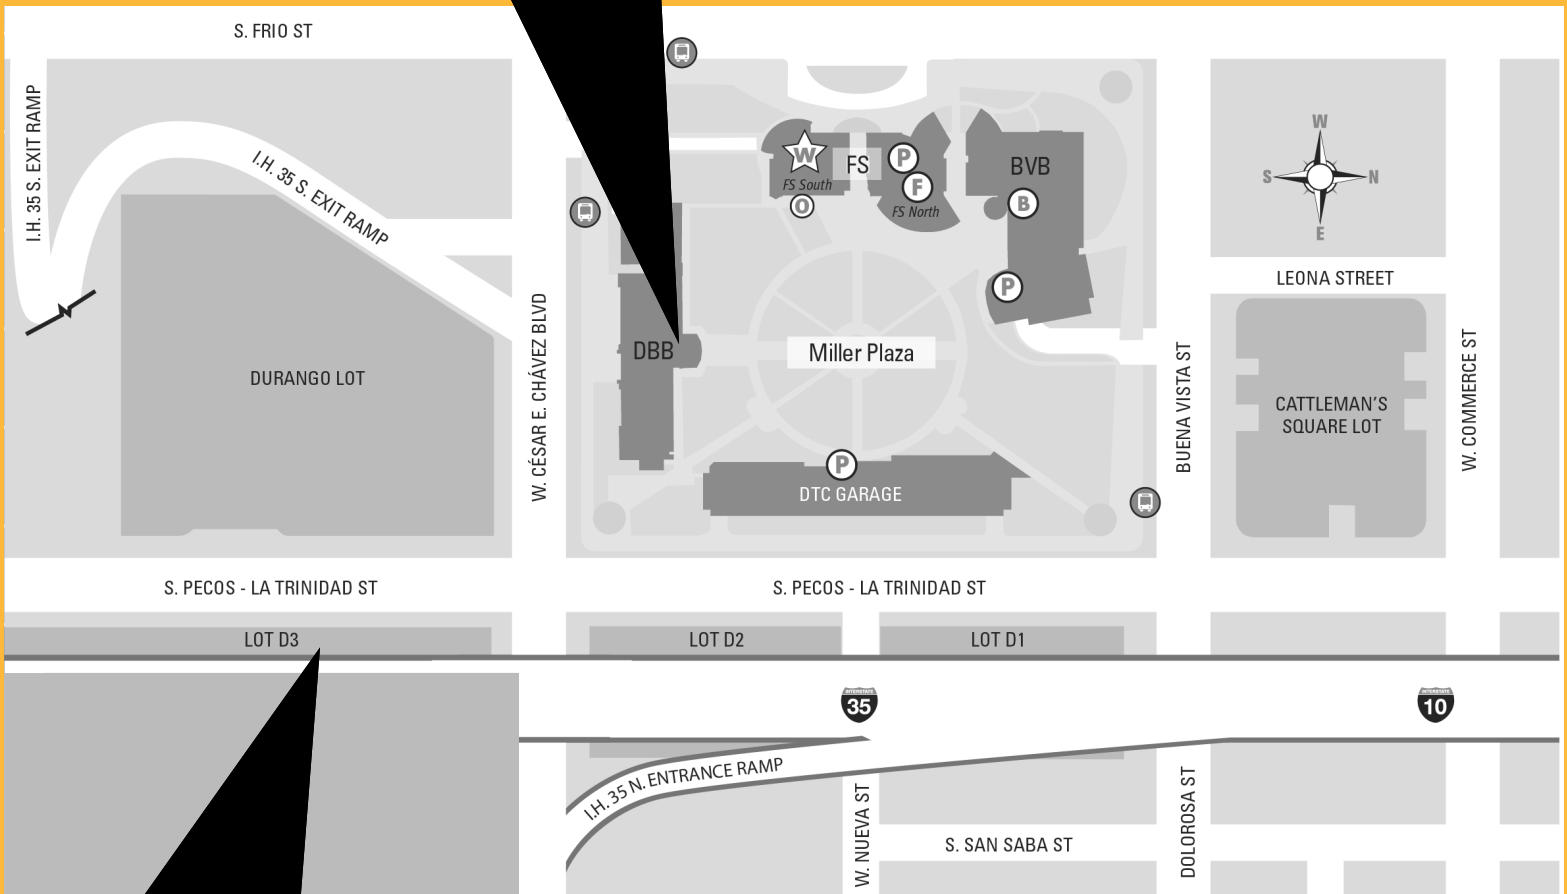 S. FRIO ST
I.H. 35 S. EXIT RAMP
I.H. 35 S. EXIT RAMP
W
FS
P
F
FS South
FS North
O
BVB
B
P
W
S
N
E
LEONA STREET
W. CÉSAR E. CHÁVEZ BLVD
DBB
Miller Plaza
BUENA VISTA ST
W. COMMERCE ST
DURANGO LOT
CATTLEMAN'S
SQUARE LOT
P
DTC GARAGE
S. PECOS - LA TRINIDAD ST
S. PECOS - LA TRINIDAD ST
LOT D3
LOT D2
LOT D1
INTERSTATE
35
INTERSTATE
10
I.H. 35 N. ENTRANCE RAMP
W. NUEVA ST
S. SAN SABA ST
DOLOROSA ST